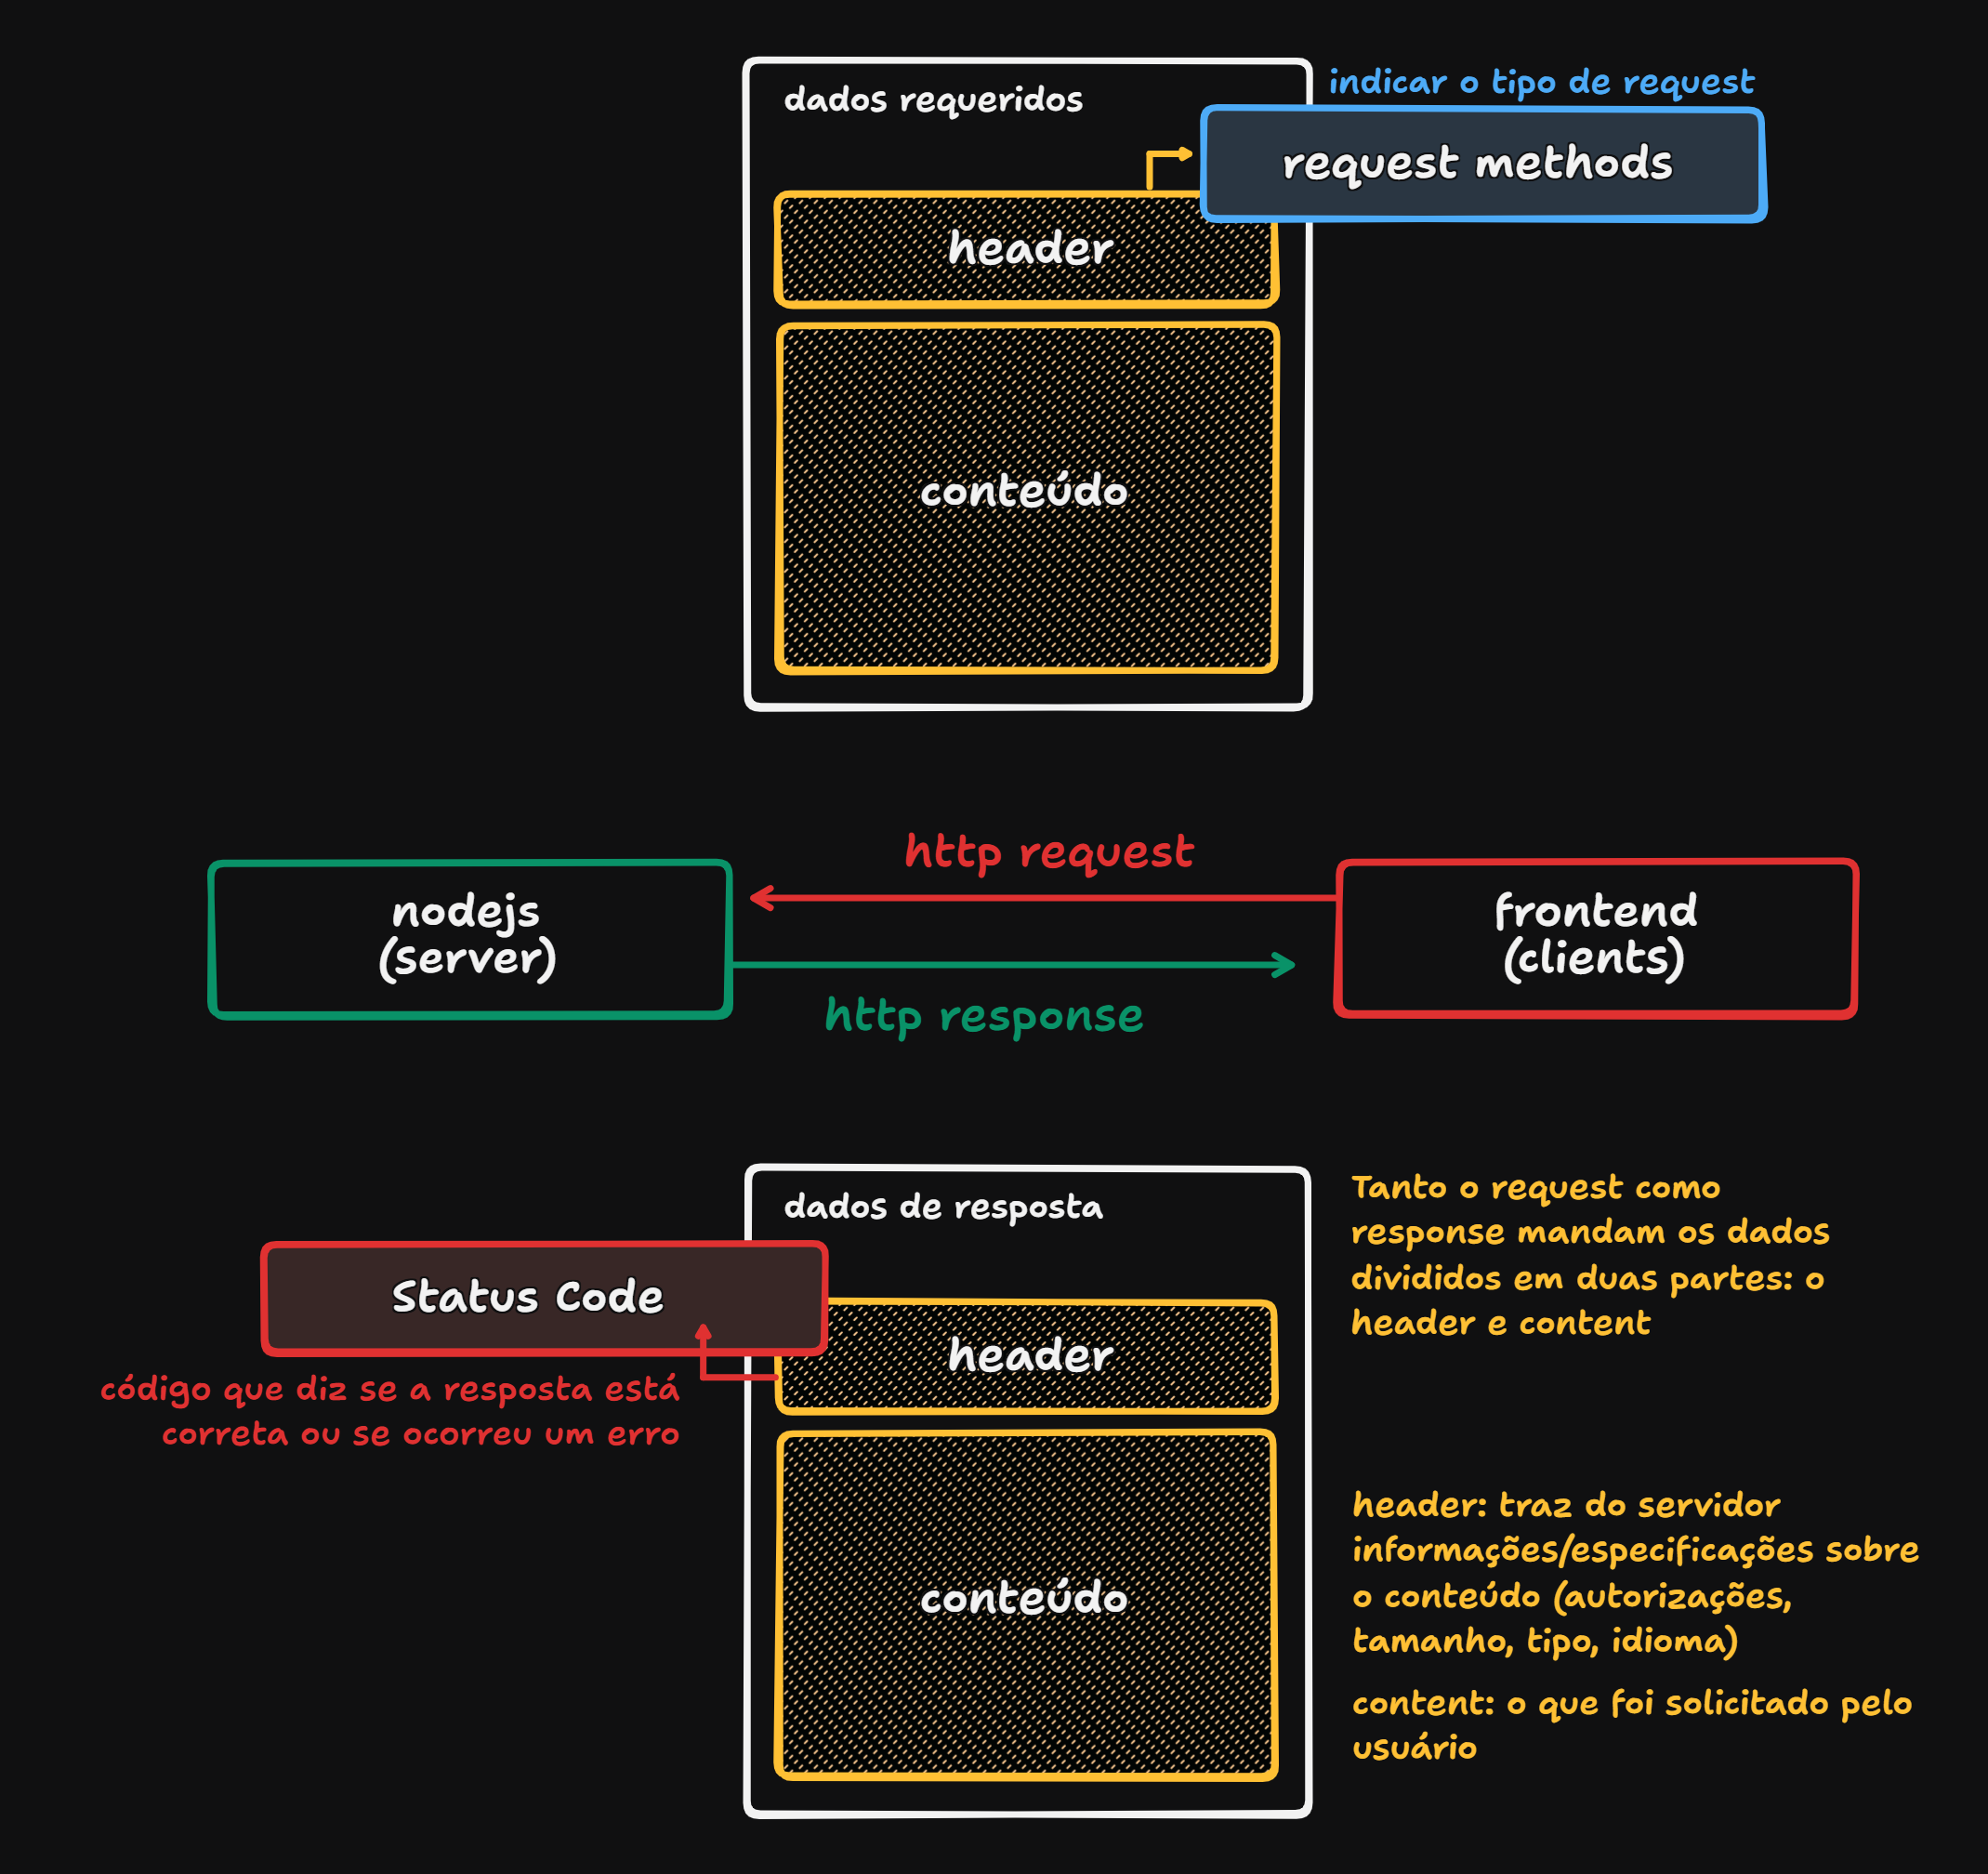 indicar o tipo de request
dados requeridos
request methods
header
conteúdo
http request
nodejs
(server)
frontend
(clients)
http response
dados de resposta
Status Code
header
código que diz se a resposta está
correta ou se ocorreu um erro
conteúdo
Tanto o request como
response mandam os dados
divididos em duas partes: o
header e content
header: traz do servidor
informações/especificações sobre
o conteúdo (autorizações,
tamanho, tipo, idioma)
content: o que foi solicitado pelo
usuário